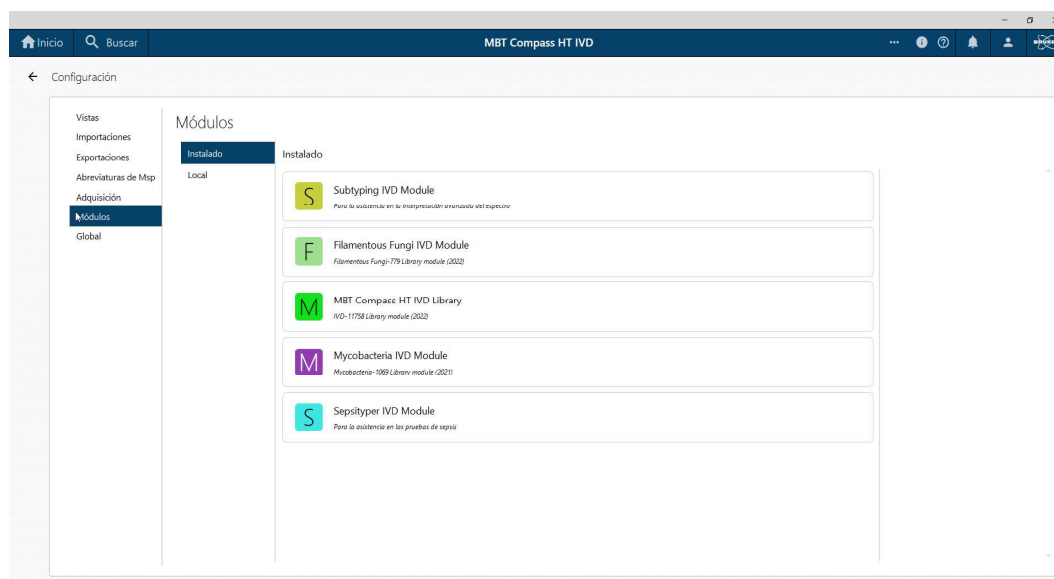 Inicio
Buscar
MBT Compass HT IVD
Configuración
Vistas
Importaciones
Exportaciones
Abreviaturas de Msp
Adquisición
Módulos
Global
Módulos
Instalado
Local
Instalado
S
Subtyping IVD Module
Para la asistencia en la interpretación avanzada del espectro
F
Filamentous Fungi IVD Module
Filamentous Fungi-779 Library module (2022)
M
MBT Compass HT IVD Library
IVD-11758 Library module (2022)
M
Mycobacteria IVD Module
Mycobacteria-1069 Library module (2021)
S
Sepsityper IVD Module
Para la asistencia en las pruebas de sepsis